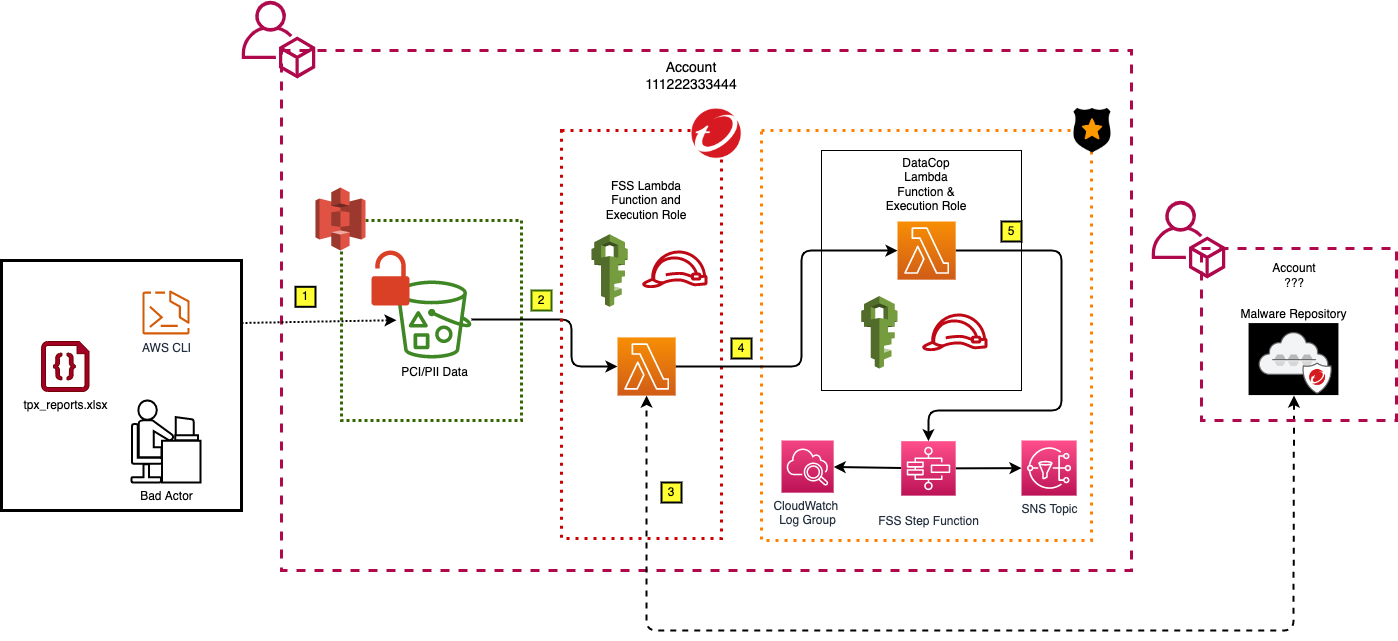 Account
111222333444
FSS Lambda
Function and
Execution Role
DataCop
Lambda
Function &
Execution Role
1
2
3
4
5
AWS CLI
tpx_reports.xlsx
Bad Actor
PCI/PII Data
CloudWatch
Log Group
FSS Step Function
SNS Topic
Account
???
Malware Repository